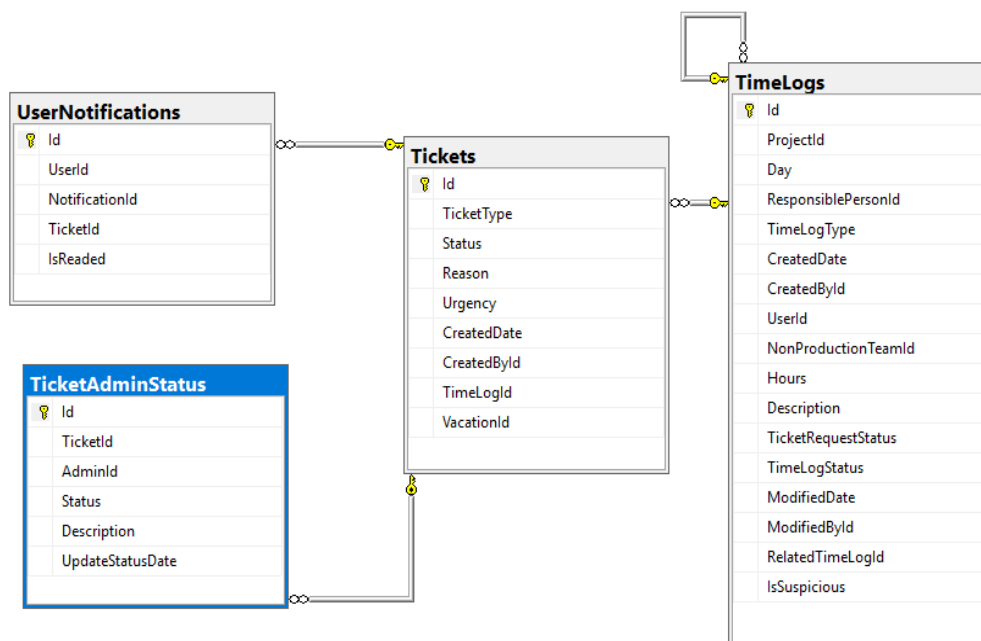 UserNotifications
Id
UserId
NotificationId
TicketId
IsReaded
TicketAdminStatus
Id
TicketId
AdminId
Status
Description
UpdateStatusDate
Tickets
Id
TicketType
Status
Reason
Urgency
CreatedDate
CreatedById
TimeLogId
VacationId
TimeLogs
Id
ProjectId
Day
ResponsiblePersonId
TimeLogType
CreatedDate
CreatedById
UserId
NonProductionTeamId
Hours
Description
TicketRequestStatus
TimeLogStatus
ModifiedDate
ModifiedById
RelatedTimeLogId
IsSuspicious